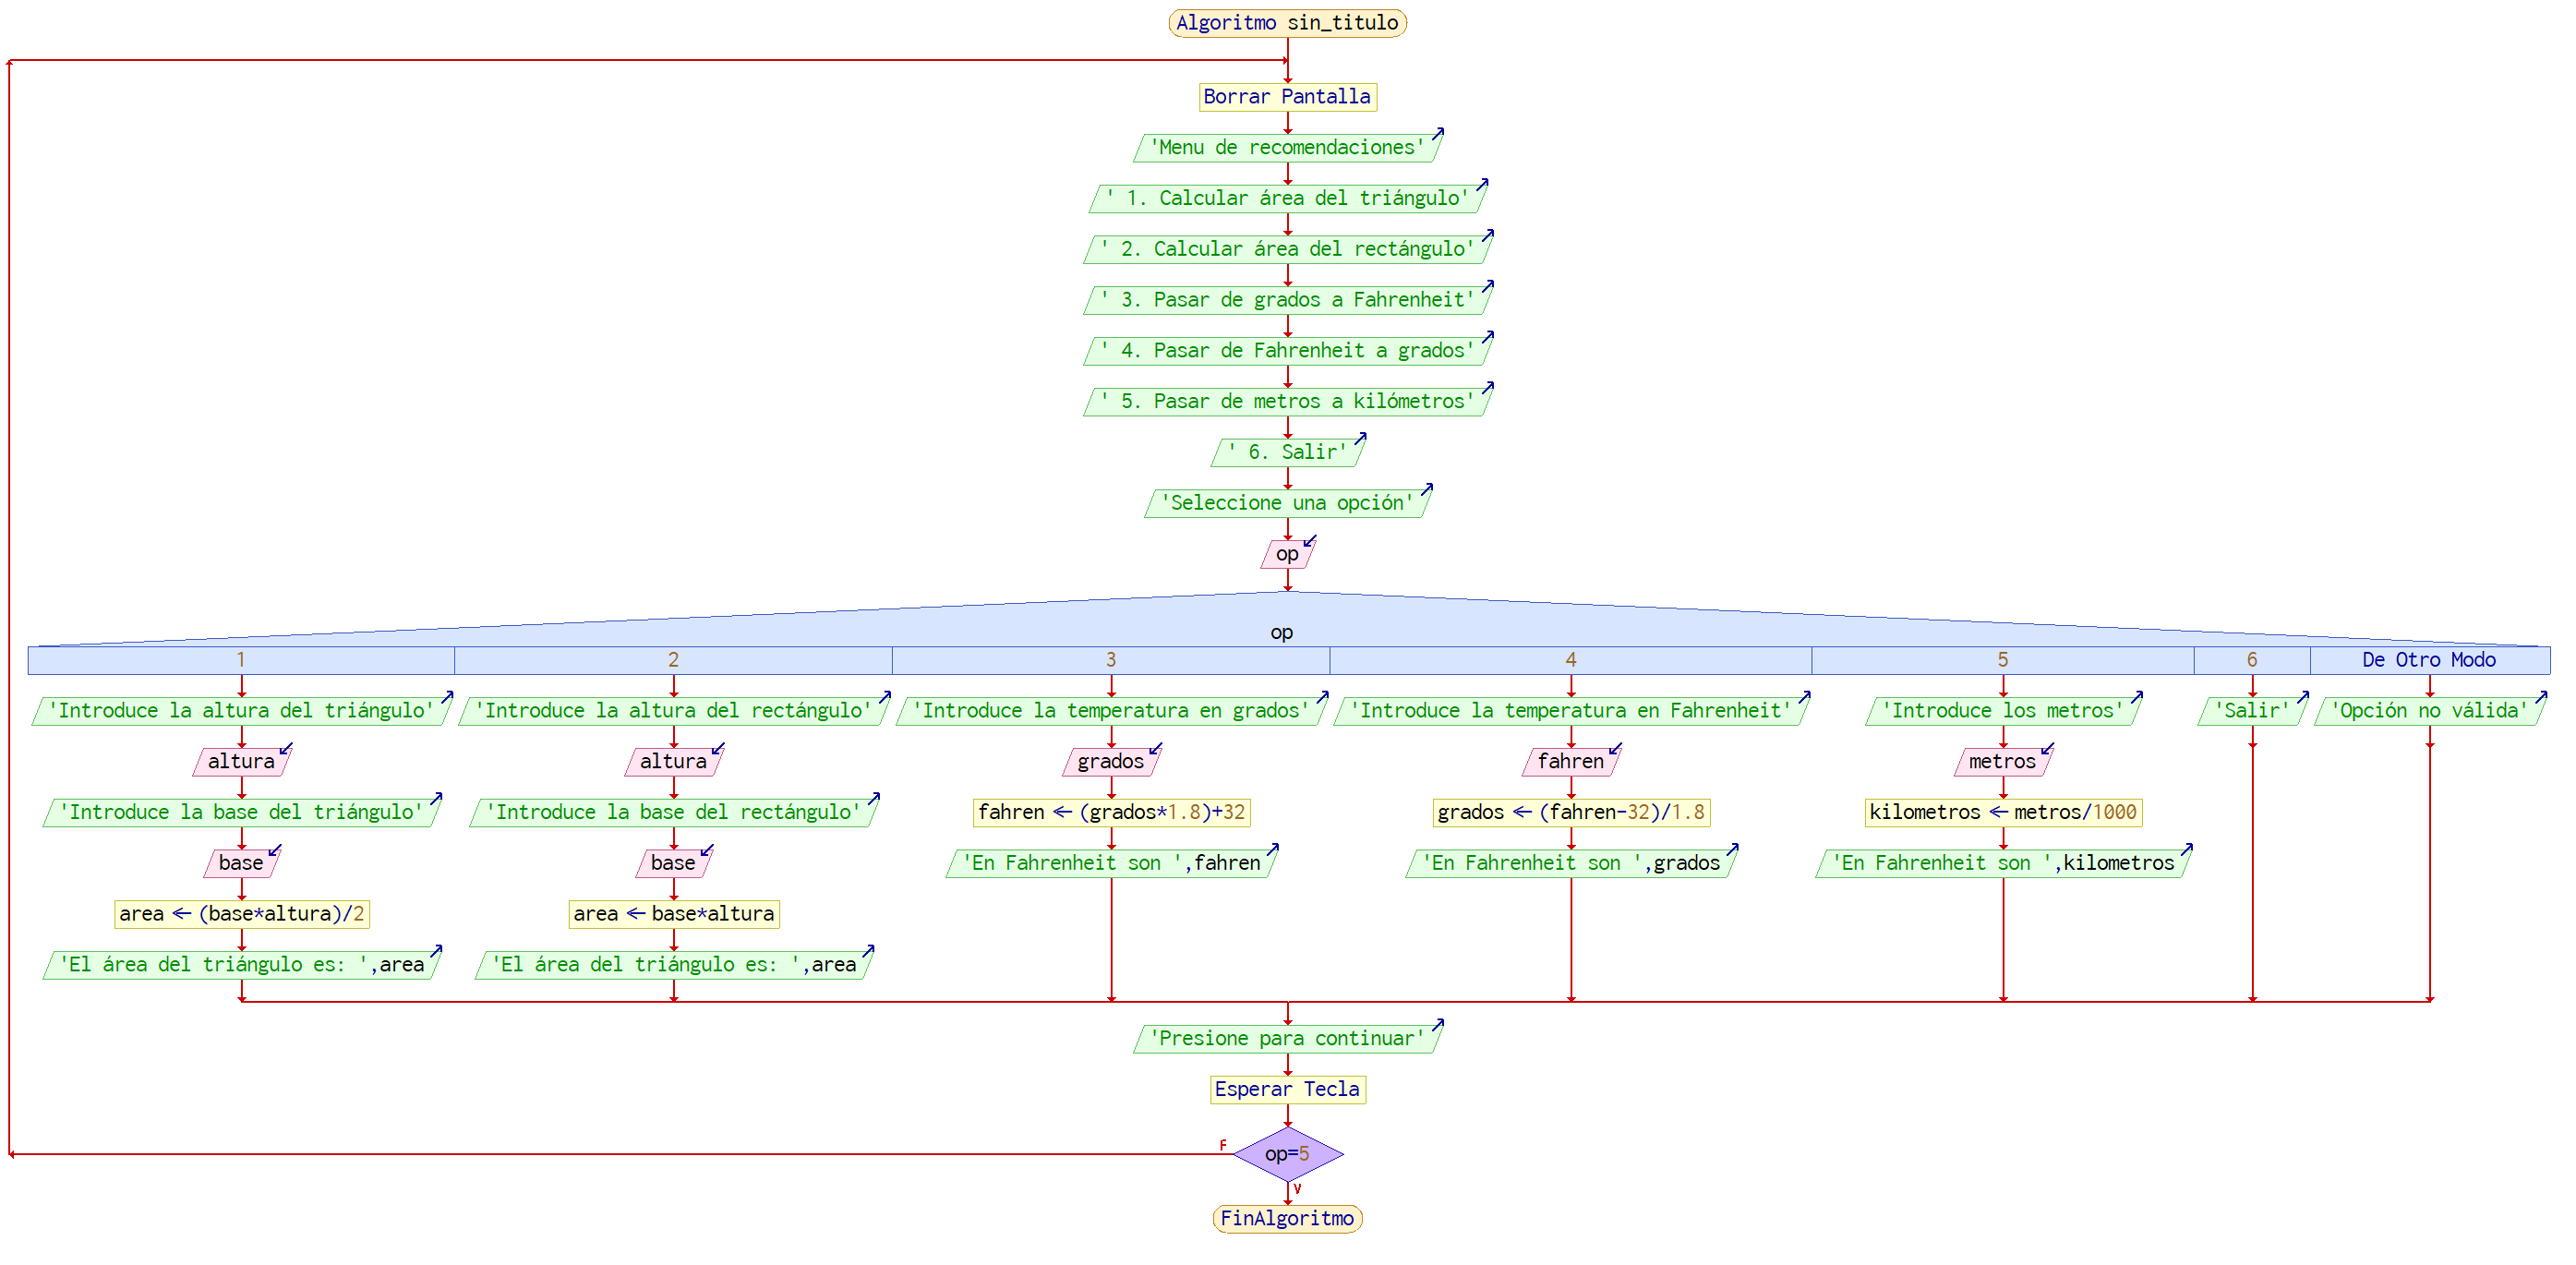 Algoritmo sin_titulo
Borrar Pantalla
'Menu de recomendaciones'
' 1. Calcular área del triángulo'
' 2. Calcular área del rectángulo'
' 3. Pasar de grados a Fahrenheit'
' 4. Pasar de Fahrenheit a grados'
' 5. Pasar de metros a kilómetros'
' 6. Salir'
'Seleccione una opción'
op
op
1 2 3 4 5 6 De Otro Modo
'Introduce la altura del triángulo' 'Introduce la altura del rectángulo' 'Introduce la temperatura en grados' 'Introduce la temperatura en Fahrenheit' 'Introduce los metros' 'Salir' 'Opción no válida'
altura altura grados fahren metros
'Introduce la base del triángulo' 'Introduce la base del rectángulo' fahren ← (grados*1.8)+32 grados ← (fahren-32)/1.8 kilometros ← metros/1000
base base 'En Fahrenheit son ',fahren 'En Fahrenheit son ',grados 'En Fahrenheit son ',kilometros
area ← (base*altura)/2 area ← base*altura
'El área del triángulo es: ',area 'El área del triángulo es: ',area
'Presione para continuar'
Esperar Tecla
F
op=5
V
FinAlgoritmo